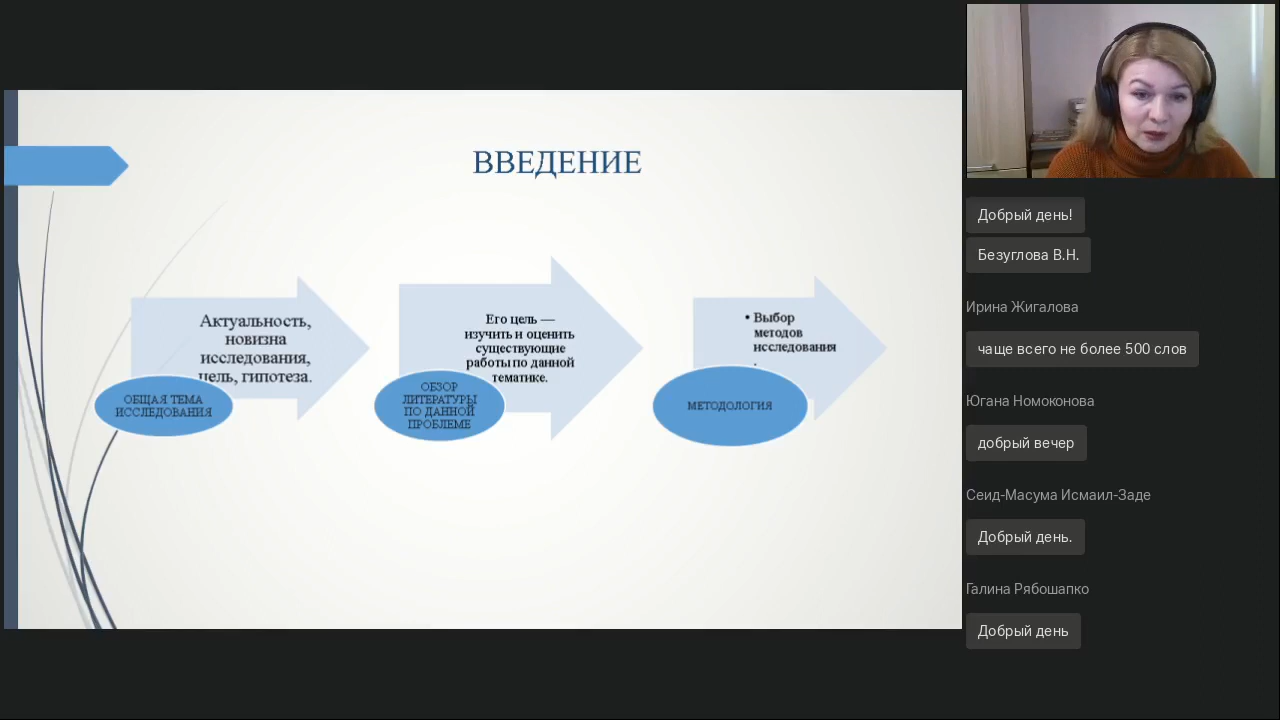 ВВЕДЕНИЕ
Актуальность,
новизна
исследования,
цель, гипотеза.
ОБЩАЯ ТЕМА
ИССЛЕДОВАНИЯ
Его цель —
изучить и оценить
существующие
работы по данной
тематике.
ОБЗОР
ЛИТЕРАТУРЫ
ПО ДАННОЙ
ПРОБЛЕМЕ
• Выбор
методов
исследования
.
МЕТОДОЛОГИЯ
Добрый день!
Безуглова В.Н.
Ирина Жигалова
чаще всего не более 500 слов
Югана Номоконова
добрый вечер
Сеид-Масума Исмаил-Заде
Добрый день.
Галина Рябошапко
Добрый день